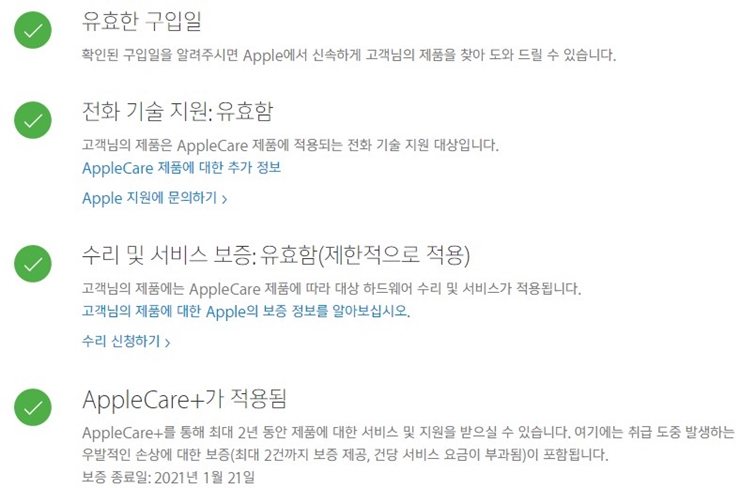 유효한 구입일
확인된 구입일을 알려주시면 Apple에서 신속하게 고객님의 제품을 찾아 도와 드릴 수 있습니다.
전화 기술 지원: 유효함
고객님의 제품은 AppleCare 제품에 적용되는 전화 기술 지원 대상입니다.
AppleCare 제품에 대한 추가 정보
Apple 지원에 문의하기 >
수리 및 서비스 보증: 유효함(제한적으로 적용)
고객님의 제품에는 AppleCare 제품에 따라 대상 하드웨어 수리 및 서비스가 적용됩니다.
고객님의 제품에 대한 Apple의 보증 정보를 알아보십시오.
수리 신청하기 >
AppleCare+가 적용됨
AppleCare+를 통해 최대 2년 동안 제품에 대한 서비스 및 지원을 받으실 수 있습니다. 여기에는 취급 도중 발생하는
우발적인 손상에 대한 보증(최대 2건까지 보증 제공, 건당 서비스 요금이 부과됨)이 포함됩니다.
보증 종료일: 2021년 1월 21일